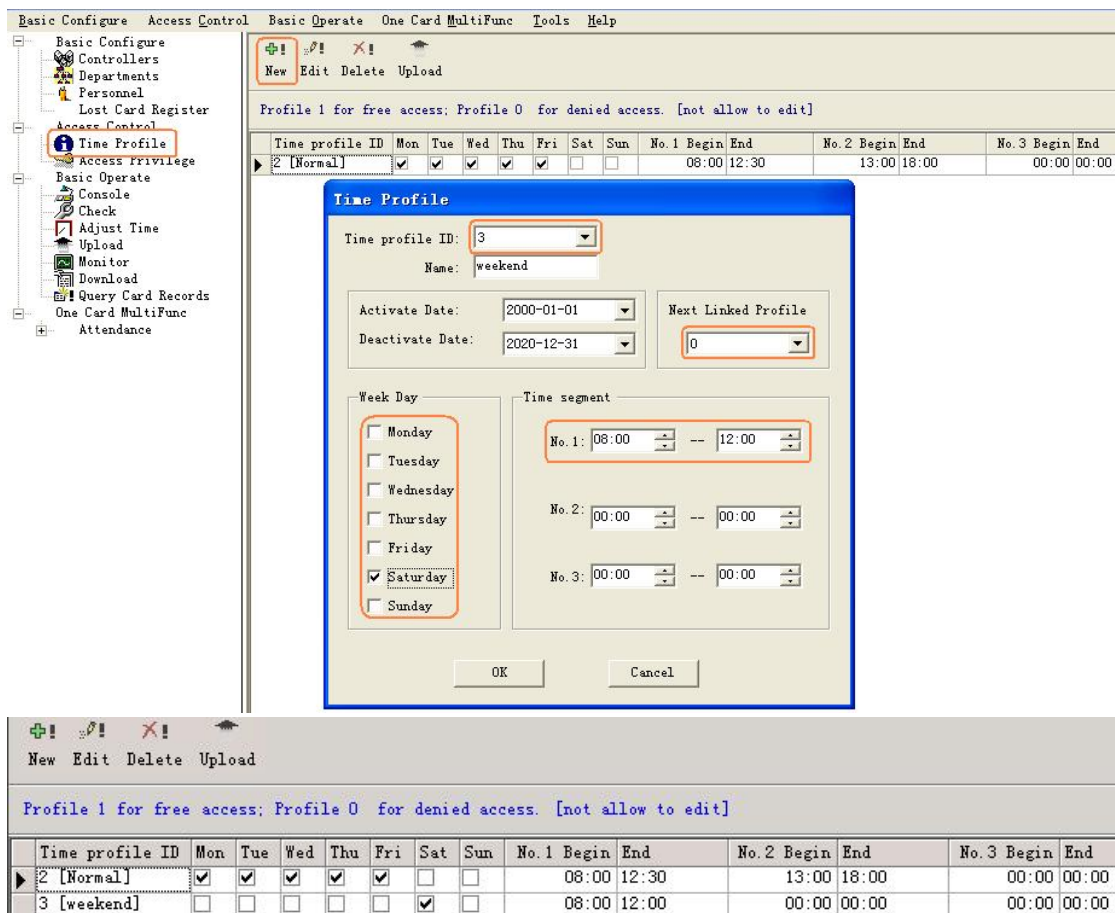 Basic Configure Access Control Basic Operate One Card MultiFunc Tools Help
Basic Configure
Controllers
Departments
Personnel
Lost Card Register
Access Control
Time Profile
Access Privilege
Basic Operate
Console
Check
Adjust Time
Upload
Monitor
Download
Query Card Records
One Card MultiFunc
Attendance
New Edit Delete Upload
Profile 1 for free access; Profile 0 for denied access. [not allow to edit]
Time profile ID Mon Tue Wed Thu Fri Sat Sun No.1 Begin End No.2 Begin End No.3 Begin End
2 [Normal] 08:00 12:30 13:00 18:00 00:00 00:00
Time Profile
Time profile ID: 3
Name: weekend
Activate Date: 2000-01-01
Deactivate Date: 2020-12-31
Next Linked Profile
0
Week Day
Monday
Tuesday
Wednesday
Thursday
Friday
Saturday
Sunday
Time segment
No.1: 08:00 -- 12:00
No.2: 00:00 -- 00:00
No.3: 00:00 -- 00:00
OK Cancel
New Edit Delete Upload
Profile 1 for free access; Profile 0 for denied access. [not allow to edit]
Time profile ID Mon Tue Wed Thu Fri Sat Sun No.1 Begin End No.2 Begin End No.3 Begin End
2 [Normal] 08:00 12:30 13:00 18:00 00:00 00:00
3 [weekend] 08:00 12:00 00:00 00:00 00:00 00:00